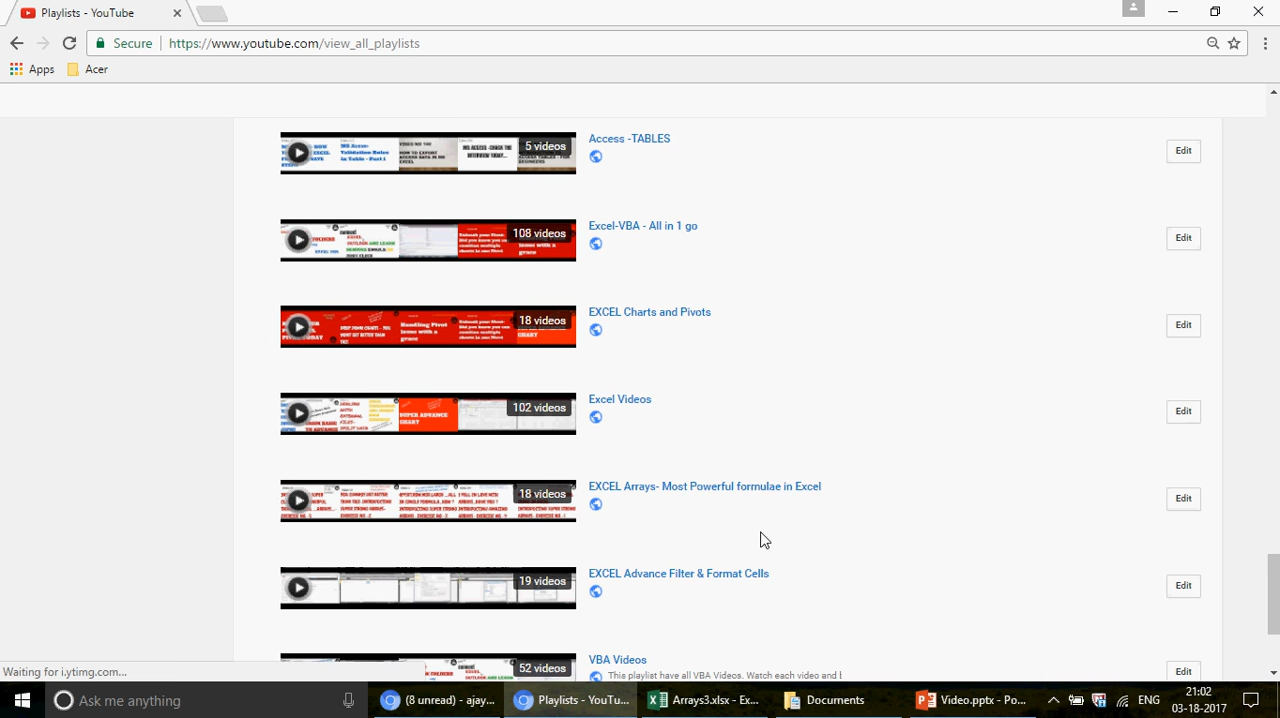 Playlists - YouTube
Secure
https://www.youtube.com/view_all_playlists
Apps
Acer
5 videos
Access -TABLES
Edit
108 videos
Excel-VBA - All in 1 go
Edit
18 videos
EXCEL Charts and Pivots
Edit
SUPER ADVANCE
CHART
102 videos
Excel Videos
Edit
18 videos
EXCEL Arrays- Most Powerful formulae in Excel
Edit
19 videos
EXCEL Advance Filter & Format Cells
Edit
52 videos
VBA Videos
This playlist have all VBA Videos. Watch each video and l
Edit
Waiting for i.ytimg.com...
Ask me anything
(8 unread) - ajay...
Playlists - YouTu...
Arrays3.xlsx - Ex...
Documents
Video.pptx - Po...
ENG
21:02
03-18-2017